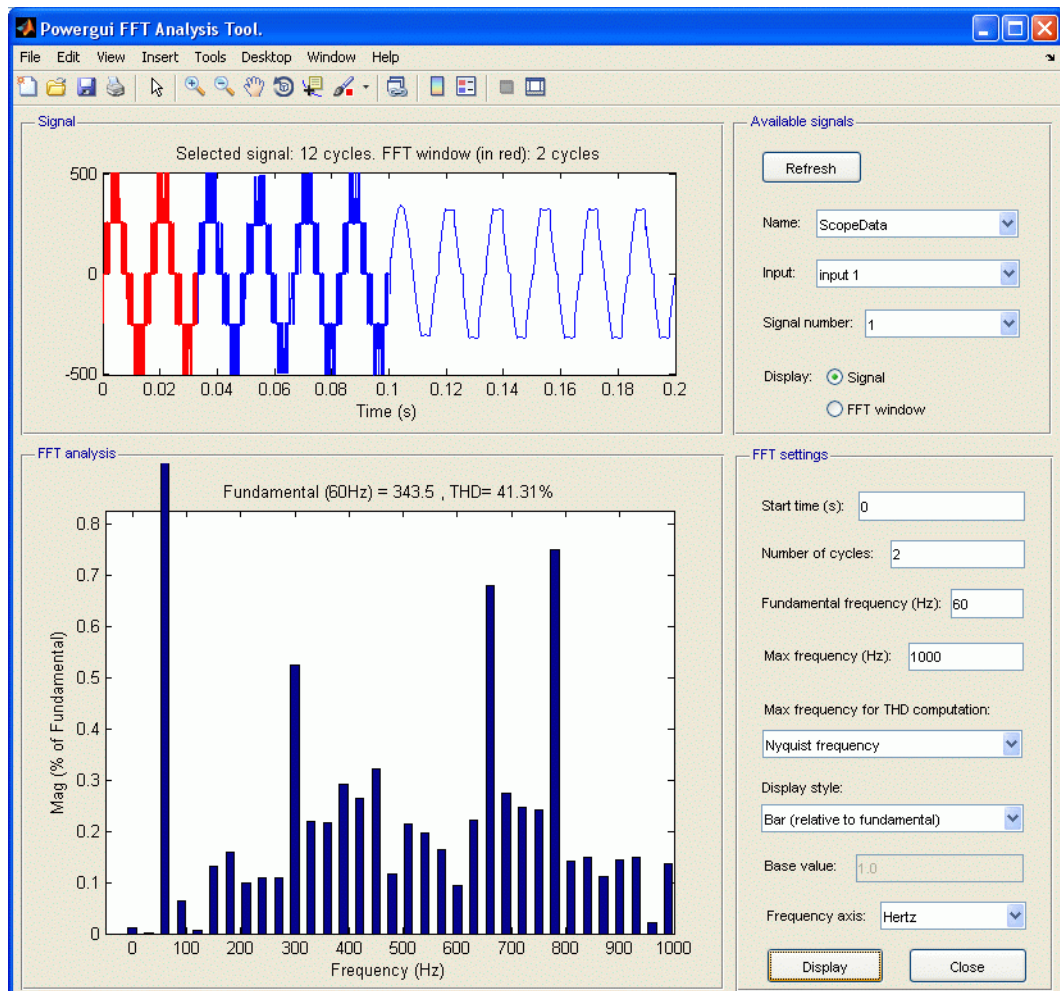 Powergui FFT Analysis Tool.
File Edit View Insert Tools Desktop Window Help
Signal
Selected signal: 12 cycles. FFT window (in red): 2 cycles
500
0
-500
0 0.02 0.04 0.06 0.08 0.1 0.12 0.14 0.16 0.18 0.2
Time (s)
Available signals
Refresh
Name: ScopeData
Input: input 1
Signal number: 1
Display: Signal
FFT window
FFT analysis
Fundamental (60Hz) = 343.5 , THD= 41.31%
0.8
0.7
0.6
0.5
0.4
0.3
0.2
0.1
0
Mag (% of Fundamental)
0 100 200 300 400 500 600 700 800 900 1000
Frequency (Hz)
FFT settings
Start time (s): 0
Number of cycles: 2
Fundamental frequency (Hz): 60
Max frequency (Hz): 1000
Max frequency for THD computation:
Nyquist frequency
Display style:
Bar (relative to fundamental)
Base value: 1.0
Frequency axis: Hertz
Display Close